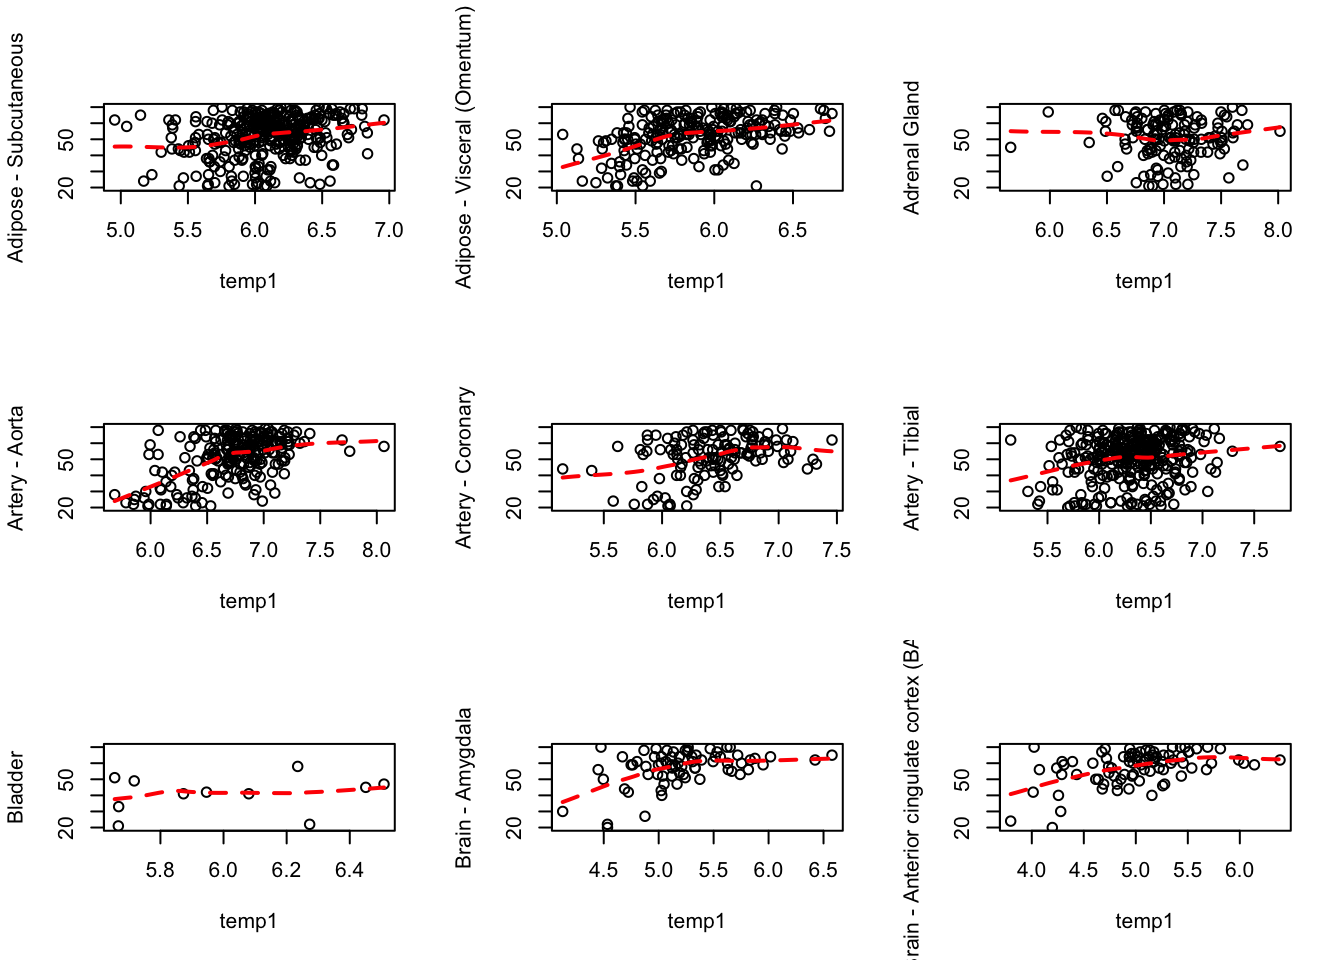 Adipose - Subcutaneous
20 50
5.0 5.5 6.0 6.5 7.0
temp1
Adipose - Visceral (Omentum)
20 50
5.0 5.5 6.0 6.5
temp1
Adrenal Gland
20 50
6.0 6.5 7.0 7.5 8.0
temp1
Artery - Aorta
20 50
6.0 6.5 7.0 7.5 8.0
temp1
Artery - Coronary
20 50
5.5 6.0 6.5 7.0 7.5
temp1
Artery - Tibial
20 50
5.5 6.0 6.5 7.0 7.5
temp1
Bladder
20 50
5.8 6.0 6.2 6.4
temp1
Brain - Amygdala
20 50
4.5 5.0 5.5 6.0 6.5
temp1
rain - Anterior cingulate cortex (BA
20 50
4.0 4.5 5.0 5.5 6.0
temp1